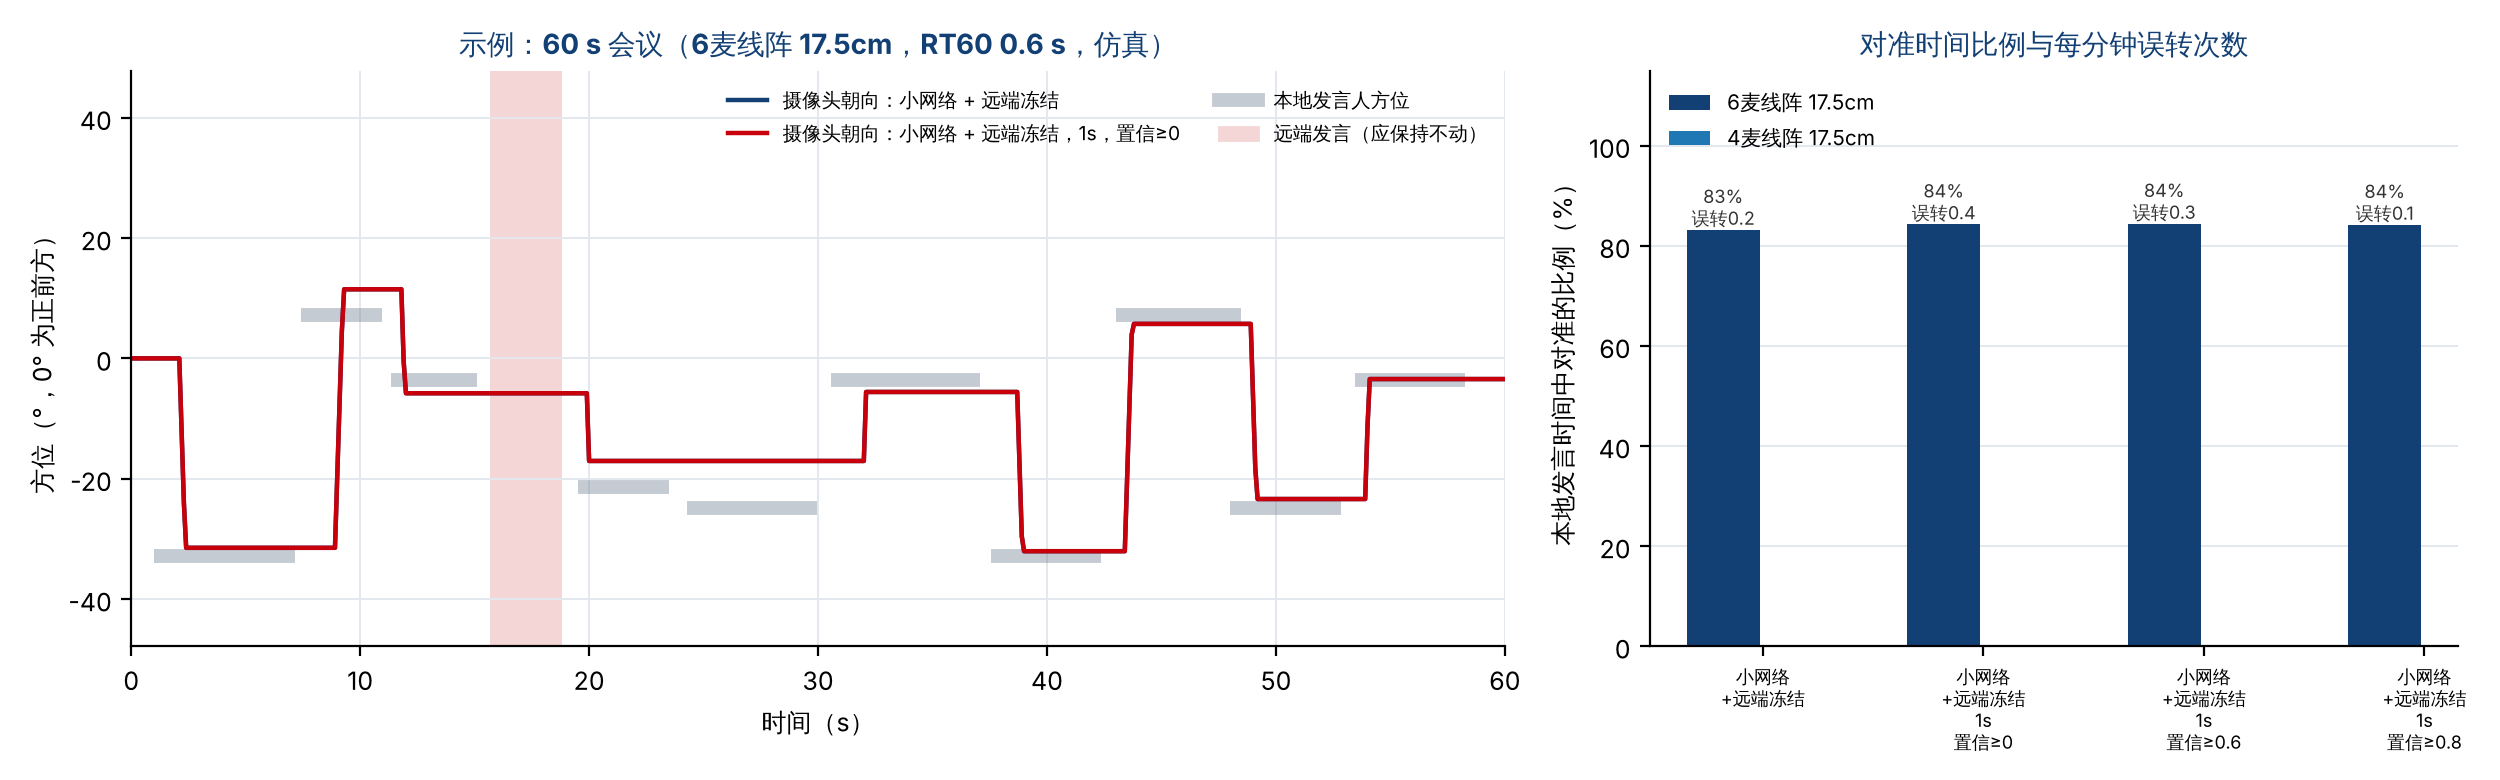 示例：60 s 会议（6麦线阵 17.5cm，RT60 0.6 s，仿真）
摄像头朝向：小网络 + 远端冻结
摄像头朝向：小网络 + 远端冻结，1s，置信≥0
本地发言人方位
远端发言（应保持不动）
方位（°，0° 为正前方）
40
20
0
-20
-40
0
10
20
30
40
50
60
时间（s）
对准时间比例与每分钟误转次数
6麦线阵 17.5cm
4麦线阵 17.5cm
本地发言时间中对准的比例（%）
100
80
60
40
20
0
83%
误转0.2
84%
误转0.4
84%
误转0.3
84%
误转0.1
小网络
+远端冻结
小网络
+远端冻结
1s
置信≥0
小网络
+远端冻结
1s
置信≥0.6
小网络
+远端冻结
1s
置信≥0.8